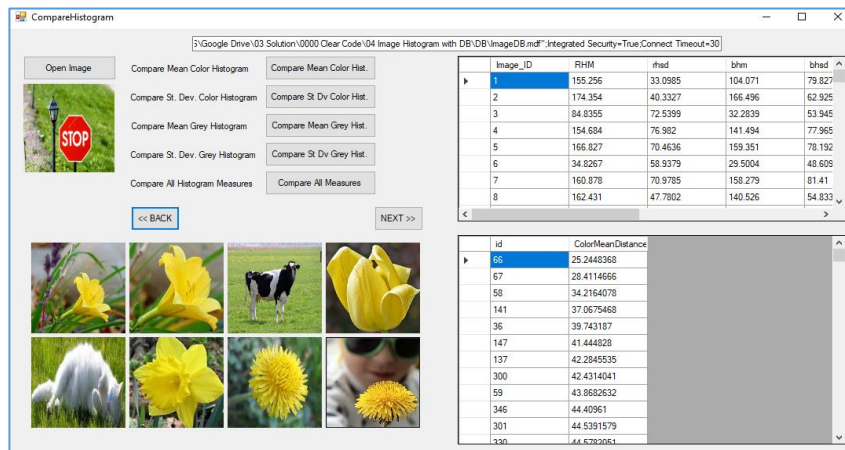 CompareHistogram
S\Google Drive\03 Solution\0000 Clear Code\04 Image Histogram with DB\DB\ImageDB.mdf";Integrated Security=True;Connect Timeout=30
Open Image
Compare Mean Color Histogram
Compare Mean Color Hist.
Compare St. Dev. Color Histogram
Compare St Dv Color Hist.
Compare Mean Grey Histogram
Compare Mean Grey Hist.
Compare St. Dev. Grey Histogram
Compare St Dv Grey Hist.
Compare All Histogram Measures
Compare All Measures
STOP
<< BACK
NEXT >>
Image_ID RHM rhsd bhm bhsd
1 155.256 33.0985 104.071 79.827
2 174.354 40.3327 166.496 62.925
3 84.8355 72.5399 32.2839 53.945
4 154.684 76.982 141.494 77.965
5 166.827 70.4636 159.351 78.192
6 34.8267 58.9379 29.5004 48.609
7 160.878 70.9785 158.279 81.41
8 162.431 47.7802 140.526 54.833
id ColorMeanDistance
66 25.2448368
67 28.4114666
58 34.2164078
141 37.0675468
36 39.743187
147 41.444828
137 42.2845535
300 42.4314041
59 43.8682632
346 44.40961
301 44.5391579
330 44.5782051